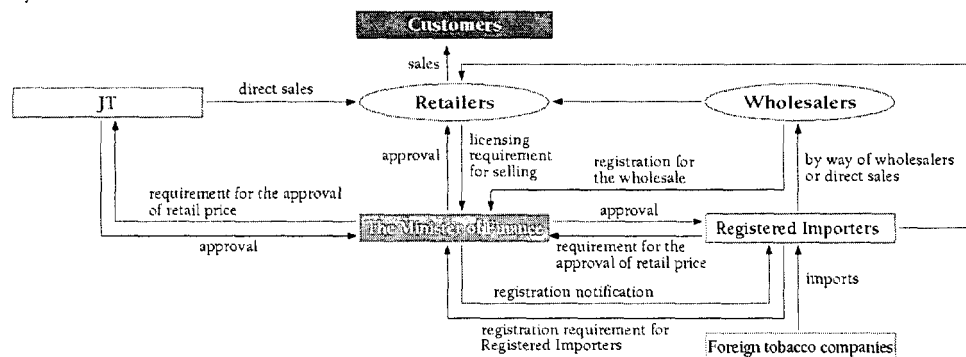 Customers
sales
direct sales
JT
Retailers
Wholesalers
approval
licensing
requirement
for selling
registration for
the wholesale
by way of wholesalers
or direct sales
requirement for the approval
of retail price
approval
The Minister of Finance
approval
Registered Importers
requirement for the
approval of retail price
imports
registration notification
registration requirement for
Registered Importers
Foreign tobacco companies